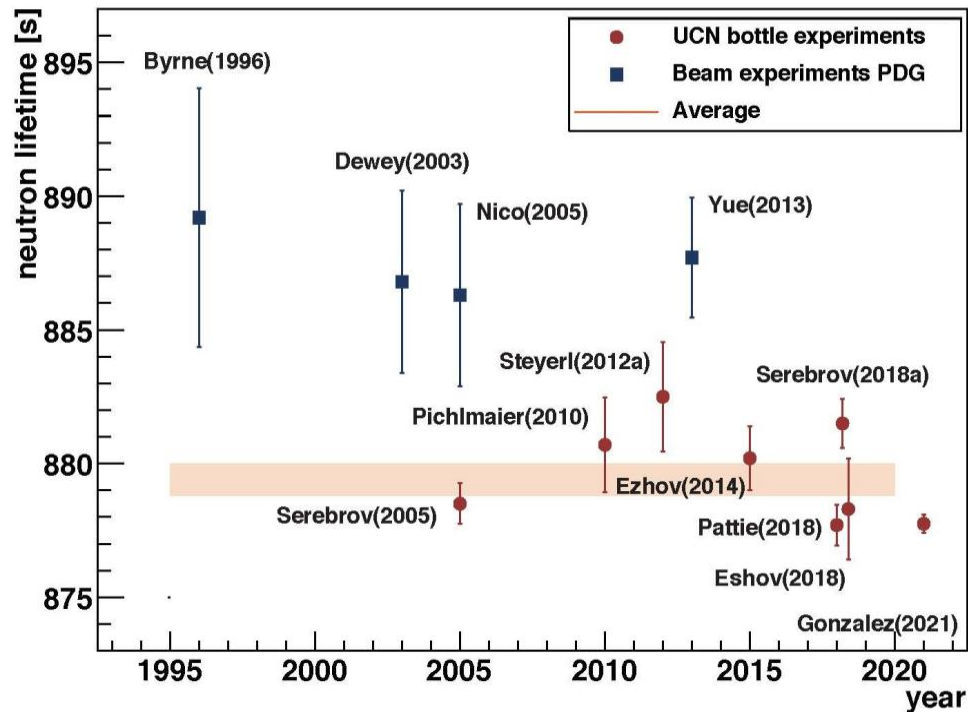 neutron lifetime [s]
895
890
885
880
875
UCN bottle experiments
Beam experiments PDG
Average
Byrne(1996)
Dewey(2003)
Nico(2005)
Yue(2013)
Steyerl(2012a)
Serebrov(2018a)
Pichlmaier(2010)
Ezhov(2014)
Serebrov(2005)
Pattie(2018)
Eshov(2018)
Gonzalez(2021)
1995 2000 2005 2010 2015 2020
year